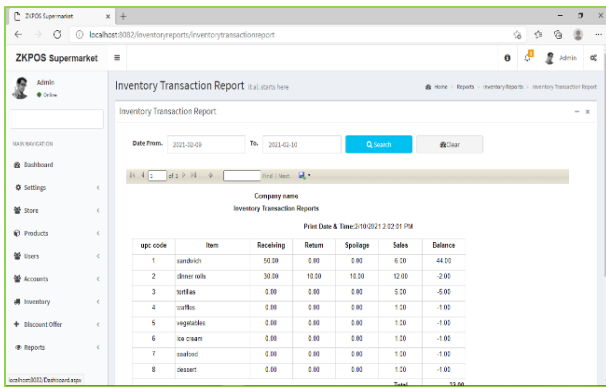 ZKPOS Supermarket
localhost:8082/inventoryreports/inventorytransactionreport
ZKPOS Supermarket
Admin
Admin
Online
Inventory Transaction Report it all starts here
Home Reports Inventory Reports Inventory Transaction Report
Inventory Transaction Report
MAIN NAVIGATION
Dashboard
Settings
Store
Products
Users
Accounts
Inventory
Discount Offer
Reports
Date From. 2021-02-09 To. 2021-02-10 Search Clear
1 of 2 Find | Next
Company name
Inventory Transaction Reports
Print Date & Time:2/10/2021 2:02:01 PM
upc code Item Receiving Return Spoilage Sales Balance
1 sandwich 50.00 0.00 0.00 6.00 44.00
2 dinner rolls 30.00 10.00 10.00 12.00 -2.00
3 tortillas 0.00 0.00 0.00 5.00 -5.00
4 waffles 0.00 0.00 0.00 1.00 -1.00
5 vegetables 0.00 0.00 0.00 1.00 -1.00
6 ice cream 0.00 0.00 0.00 1.00 -1.00
7 seafood 0.00 0.00 0.00 1.00 -1.00
8 dessert 0.00 0.00 0.00 1.00 -1.00
Total 23.00
localhost:8082/Dashboard.aspx